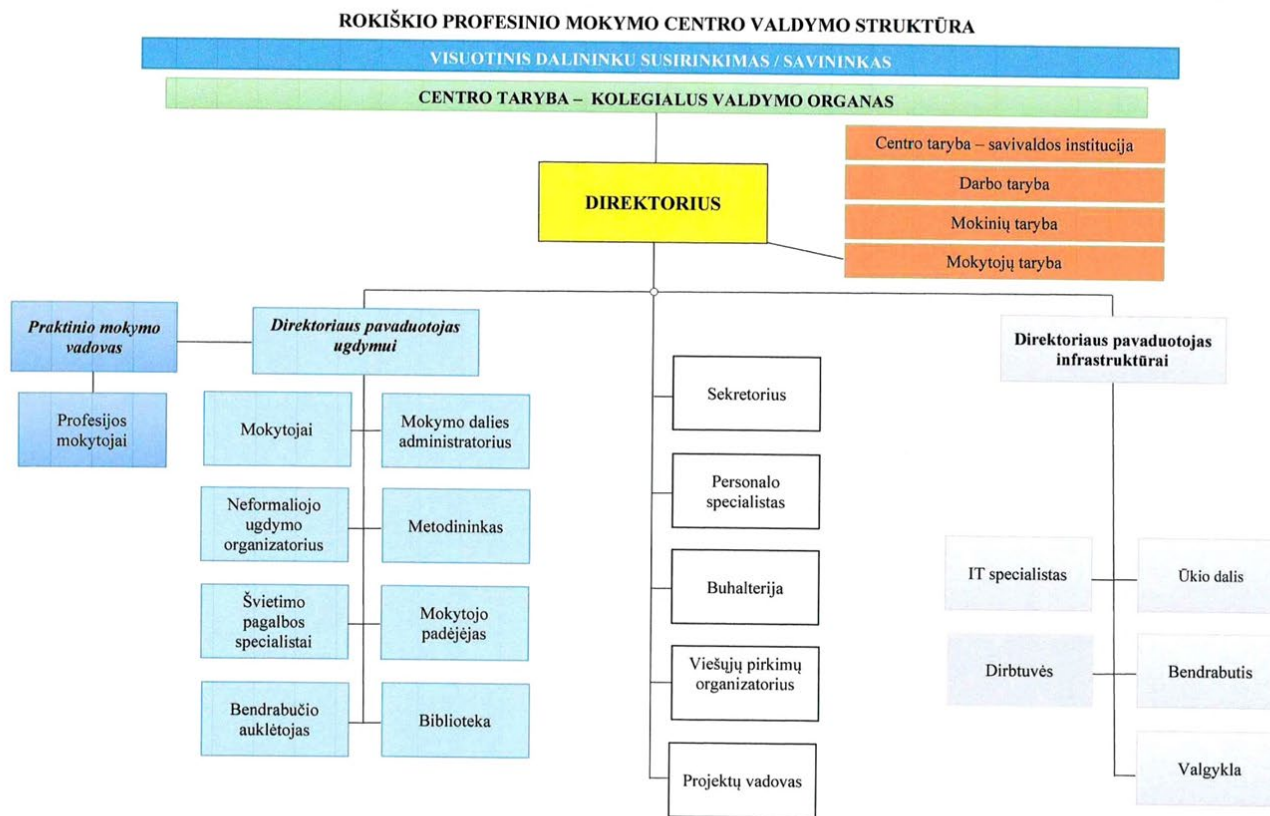 ROKIŠKIO PROFESINIO MOKYMO CENTRO VALDYMO STRUKTŪRA
VISUOTINIS DALININKU SUSIRINKIMAS / SAVININKAS
CENTRO TARYBA – KOLEGIALUS VALDYMO ORGANAS
Centro taryba – savivaldos institucija
Darbo taryba
Mokinių taryba
Mokytojų taryba
DIREKTORIUS
Praktinio mokymo
vadovas
Profesijos
mokytojai
Direktoriaus pavaduotojas
ugdymui
Mokytojai
Mokymo dalies
administratorius
Neformaliojo
ugdymo
organizatorius
Metodininkas
Švietimo
pagalbos
specialistai
Mokytojo
padėjėjas
Bendrabučio
auklėtojas
Biblioteka
Sekretorius
Personalo
specialistas
Buhalterija
Viešųjų pirkimų
organizatorius
Projektų vadovas
Direktoriaus pavaduotojas
infrastruktūrai
IT specialistas
Ūkio dalis
Dirbtuvės
Bendrabutis
Valgykla